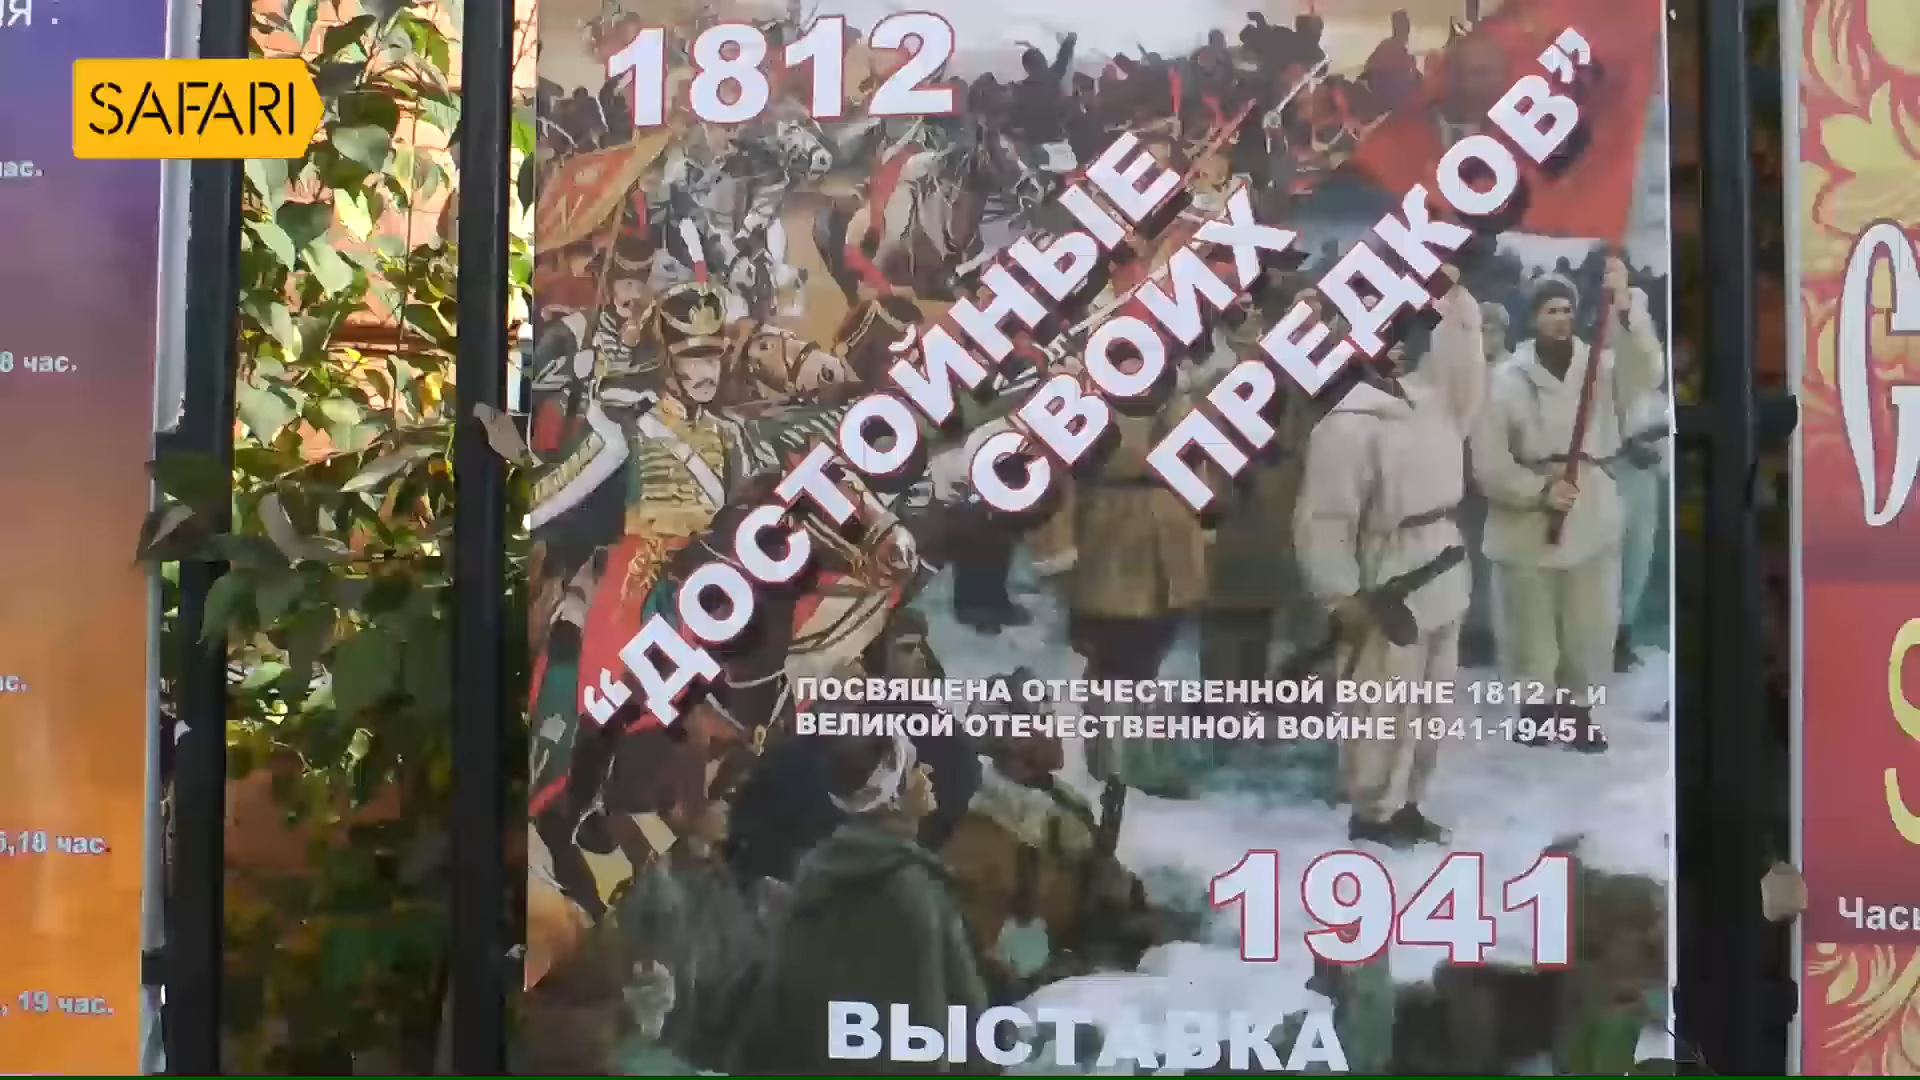 SAFARI
час.
8 час.
18 час.
, 19 час.
1812
“ДОСТОЙНЫЕ
СВОИХ
ПРЕДКОВ”
ПОСВЯЩЕНА ОТЕЧЕСТВЕННОЙ ВОЙНЕ 1812 г. И
ВЕЛИКОЙ ОТЕЧЕСТВЕННОЙ ВОЙНЕ 1941-1945 г.
1941
ВЫСТАВКА